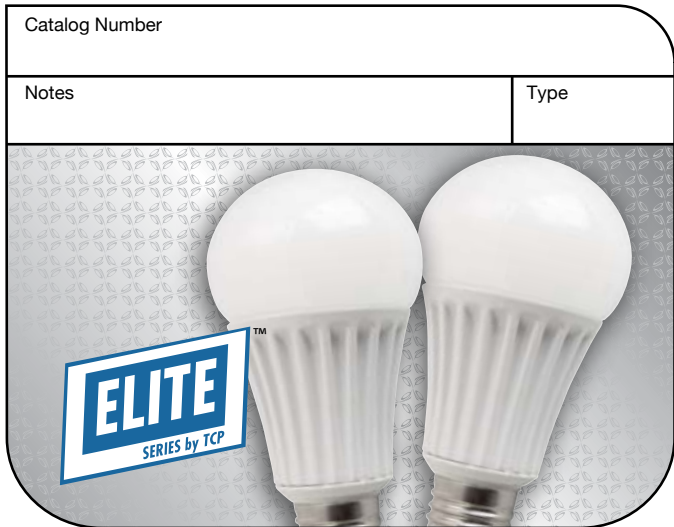 Catalog Number
Notes
Type
TM
ELITE
SERIES by TCP